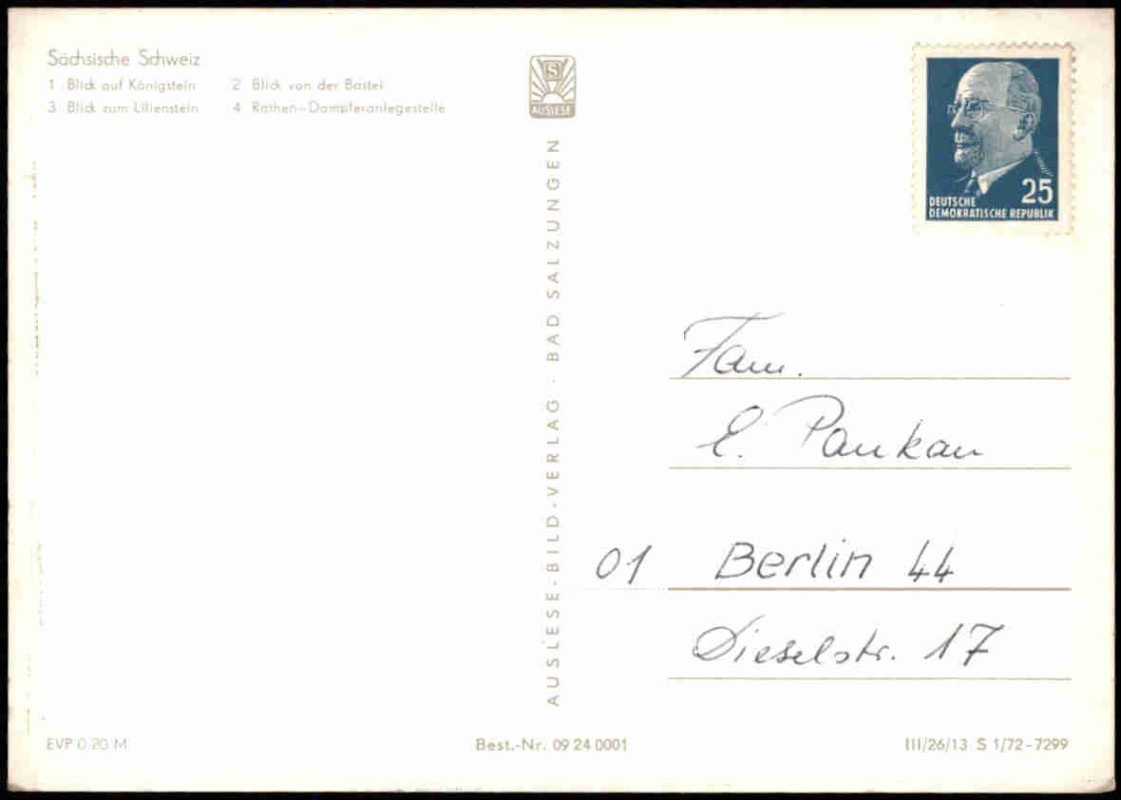 Sächsische Schweiz
1 Blick auf Königstein 2 Blick von der Bastei
3 Blick zum Lilienstein 4 Rathen-Dampferanlegestelle
S
AUSLESE
AUSLESE-BILD-VERLAG · BAD SALZUNGEN
25
DEUTSCHE
DEMOKRATISCHE REPUBLIK
Fam.
E. Pankau
01 Berlin 44
Dieselstr. 17
EVP 0.20 M
Best.-Nr. 09 24 0001
III/26/13 S 1/72-7299